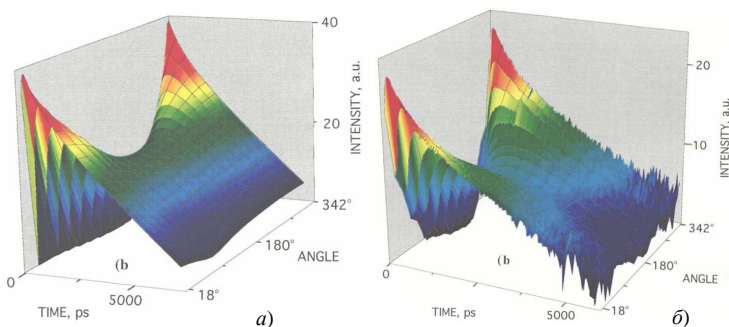 40
20
INTENSITY, a.u.
342°
180°
ANGLE
18°
0
5000
TIME, ps
(b
а)
20
10
INTENSITY, a.u.
342°
180°
ANGLE
18°
0
5000
TIME, ps
(b
б)